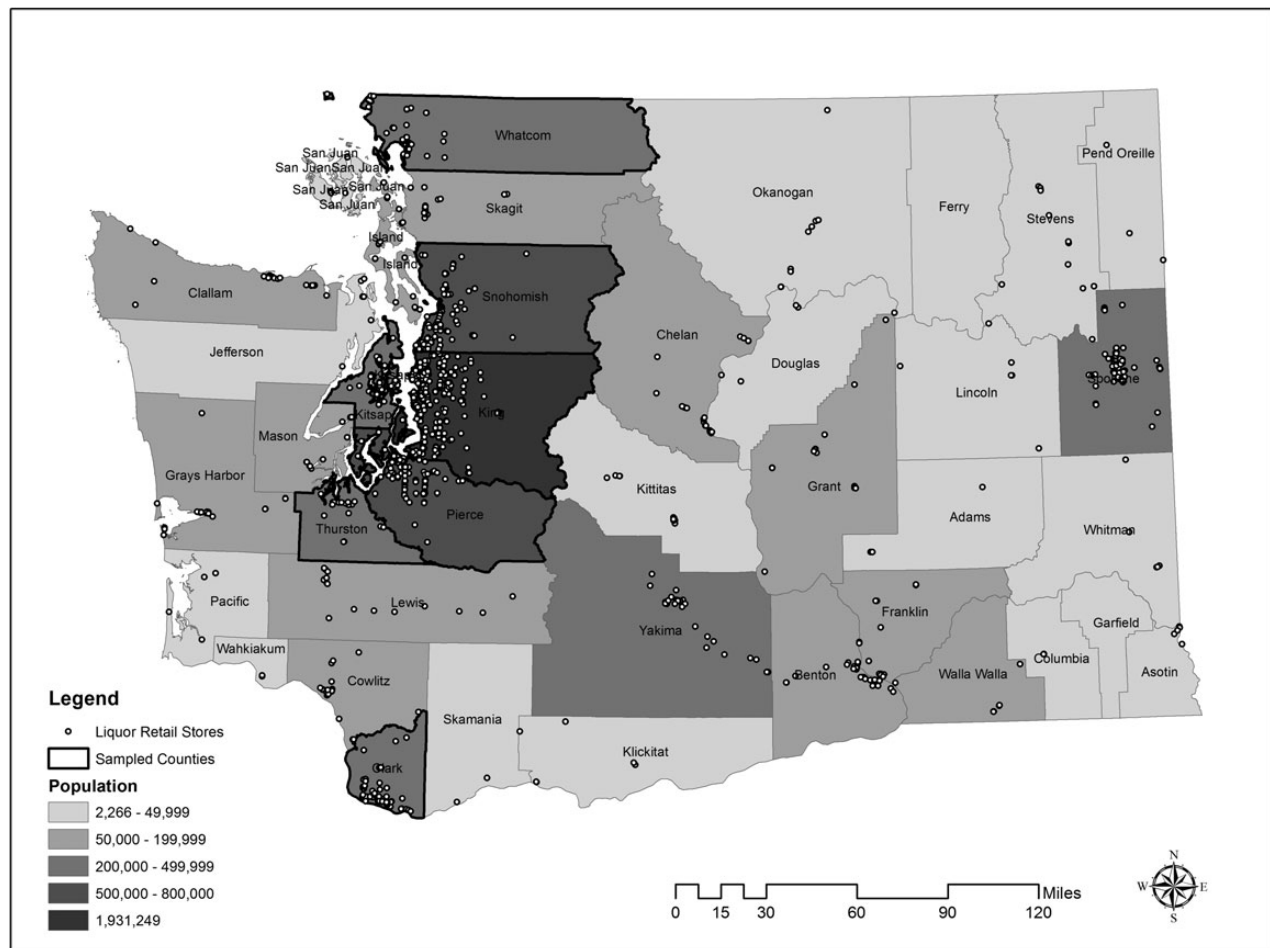 Whatcom
San Juan
San Juan San Juan
San Juan San Juan
San Juan
Skagit
Island
Island
Okanogan
Ferry
Stevens
Pend Oreille
Clallam
Snohomish
Jefferson
Chelan
Douglas
Lincoln
Spokane
Kitsap
King
Mason
Grays Harbor
Kittitas
Grant
Adams
Whitman
Thurston
Pierce
Pacific
Lewis
Yakima
Franklin
Garfield
Wahkiakum
Cowlitz
Benton
Walla Walla
Columbia
Asotin
Skamania
Klickitat
Clark
Legend
Liquor Retail Stores
Sampled Counties
Population
2,266 - 49,999
50,000 - 199,999
200,000 - 499,999
500,000 - 800,000
1,931,249
Miles
0 15 30 60 90 120
N
W E
S